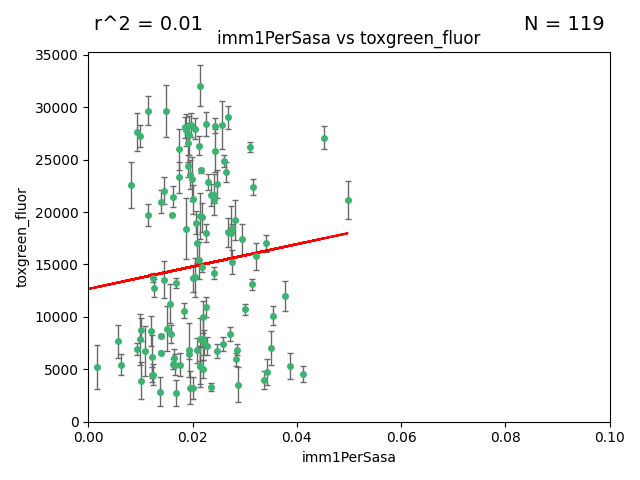 r^2 = 0.01
N = 119
imm1PerSasa vs toxgreen_fluor
35000
30000
25000
20000
15000
10000
5000
0
toxgreen_fluor
0.00
0.02
0.04
0.06
0.08
0.10
imm1PerSasa